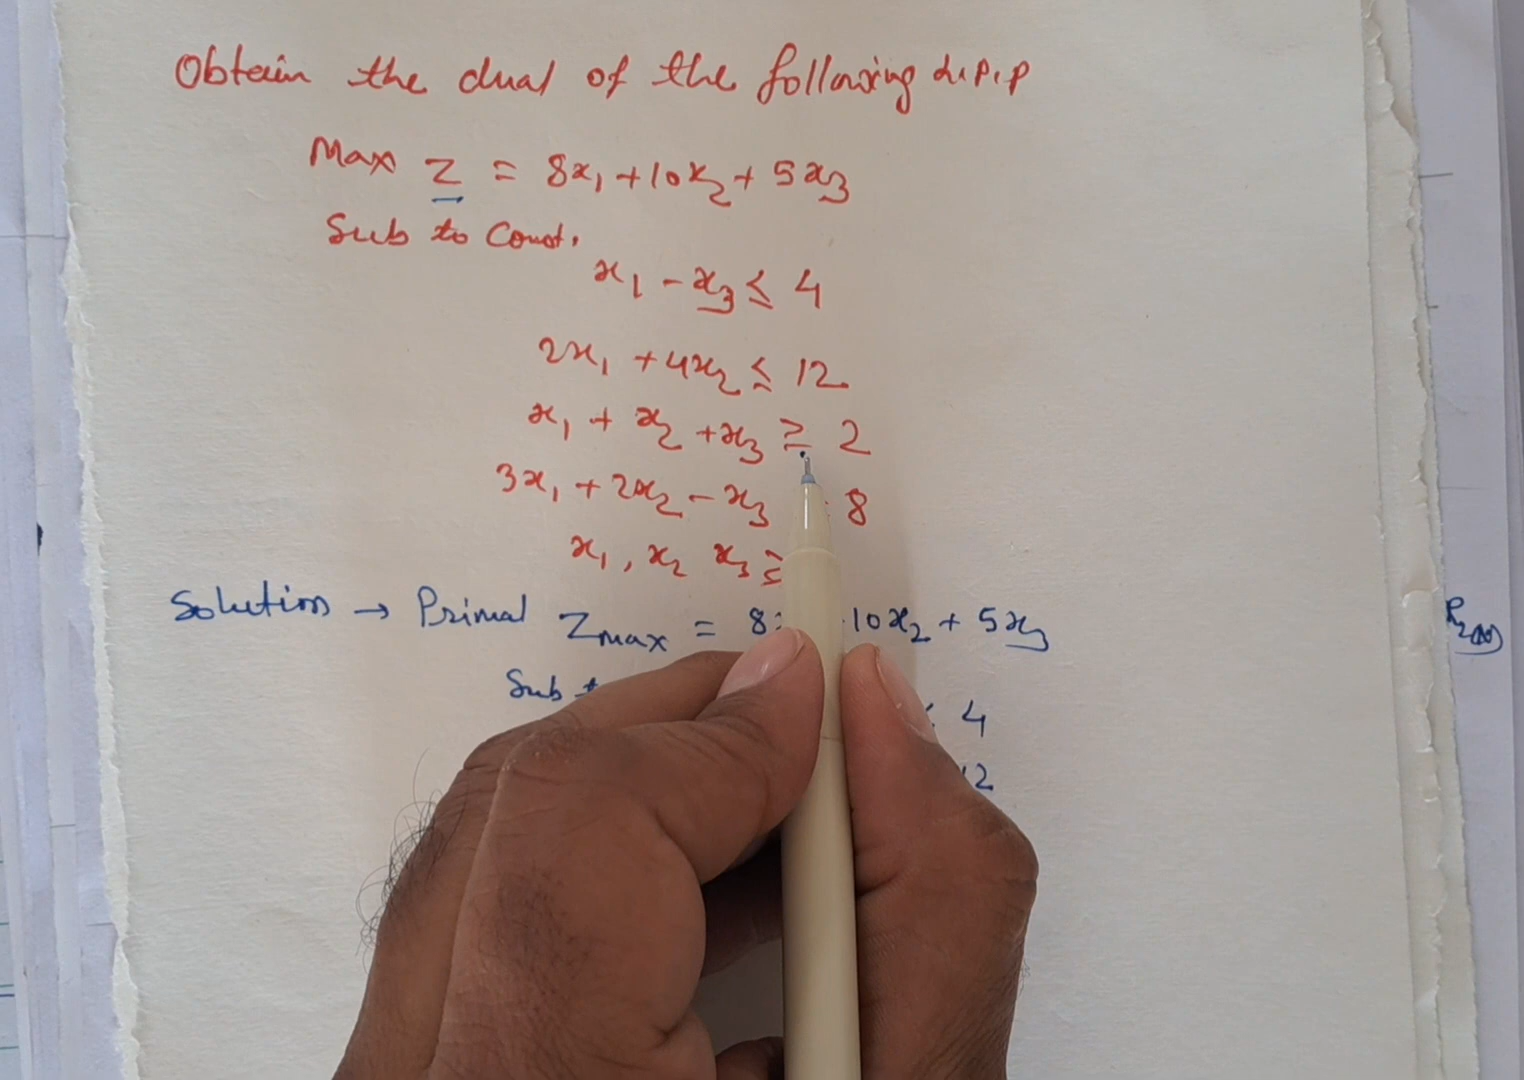 Obtain the dual of the following L.P.P
Max Z = 8x₁ + 10x₂ + 5x₃
Sub to Const.
x₁ - x₃ ≤ 4
2x₁ + 4x₂ ≤ 12
x₁ + x₂ + x₃ ≥ 2
3x₁ + 2x₂ - x₃ 8
x₁, x₂ x₃ ≥
Solution → Primal Zmax = 8 10x₂ + 5x₃
Sub
4
12